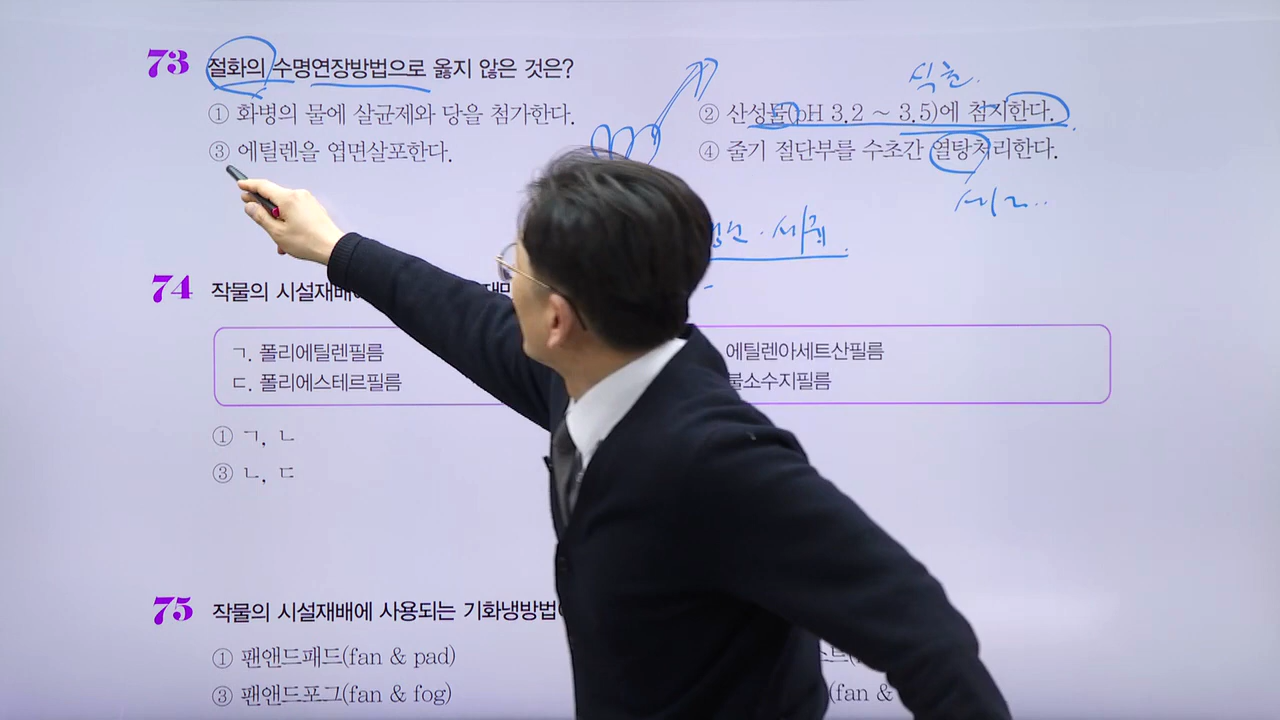 73 절화의 수명연장방법으로 옳지 않은 것은?
① 화병의 물에 살균제와 당을 첨가한다.
② 산성물(pH 3.2 ~ 3.5)에 침지한다.
③ 에틸렌을 엽면살포한다.
④ 줄기 절단부를 수초간 열탕처리한다.
식초.
74 작물의 시설재배에
ㄱ. 폴리에틸렌필름
에틸렌아세트산필름
ㄷ. 폴리에스테르필름
불소수지필름
① ㄱ, ㄴ
③ ㄴ, ㄷ
75 작물의 시설재배에 사용되는 기화냉방법
① 팬앤드패드(fan & pad)
③ 팬앤드포그(fan & fog)
(fan &